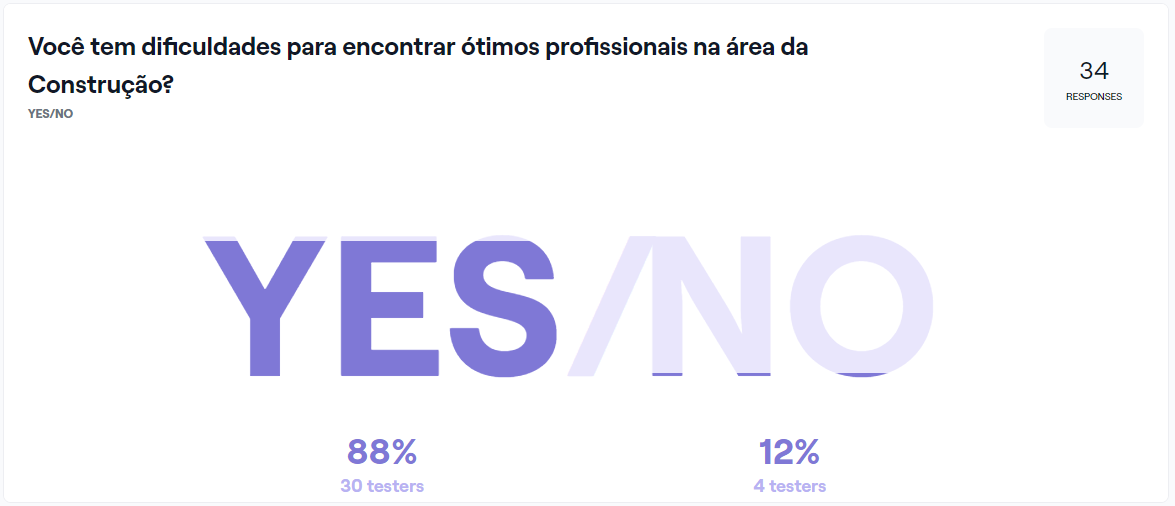 Você tem dificuldades para encontrar ótimos profissionais na área da
Construção?
YES/NO
34
RESPONSES
YES/NO
88%
30 testers
12%
4 testers